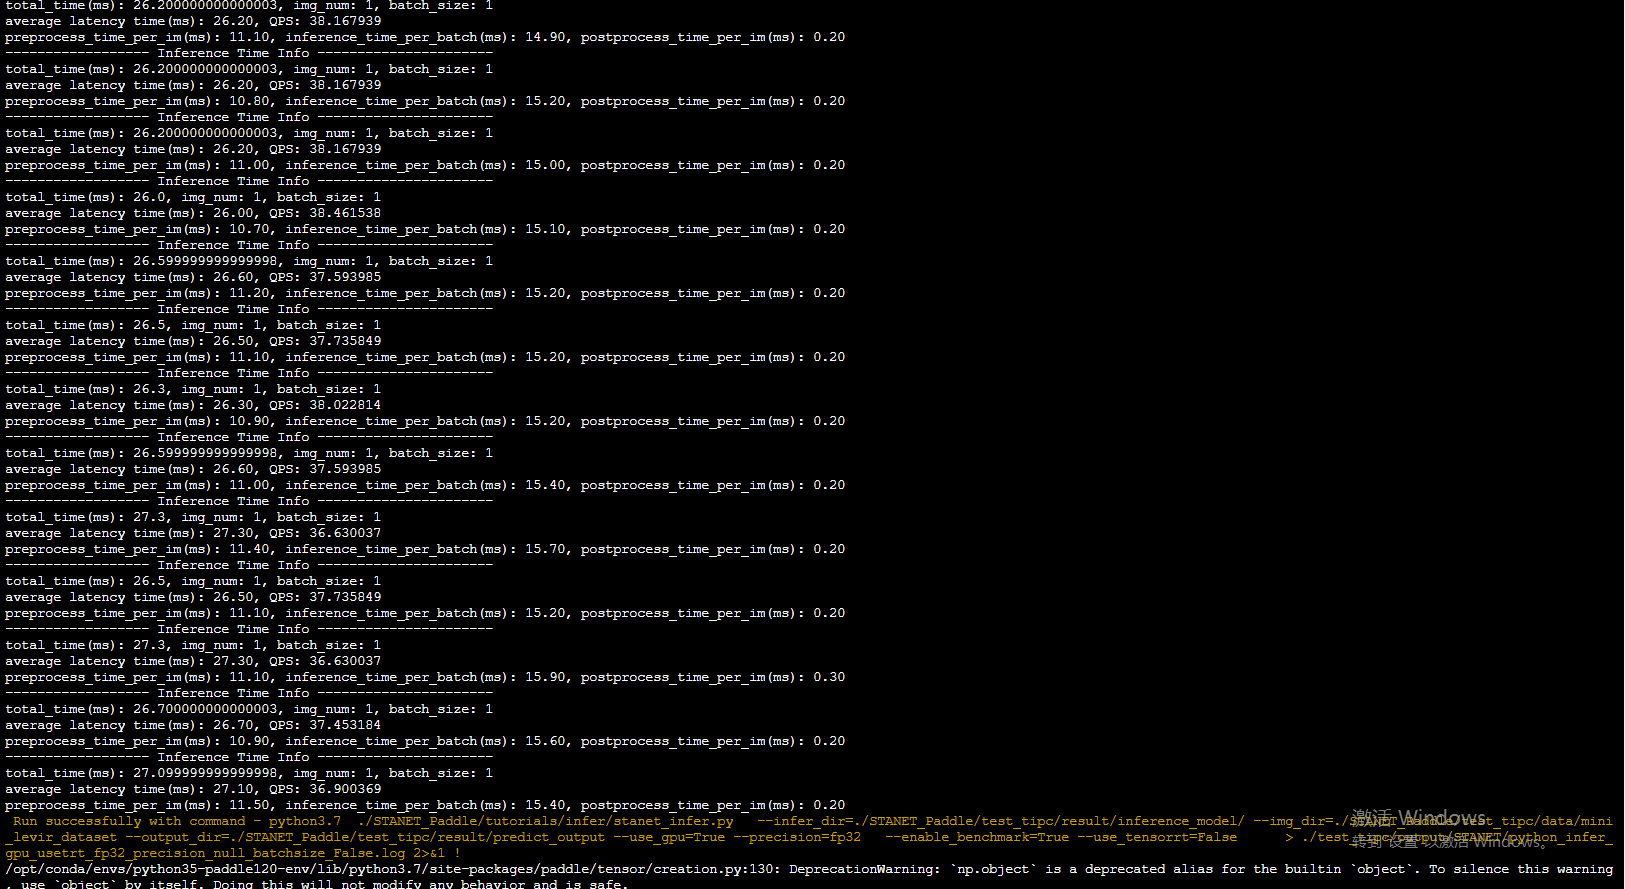 total_time(ms): 26.200000000000003, img_num: 1, batch_size: 1
average latency time(ms): 26.20, QPS: 38.167939
preprocess_time_per_im(ms): 11.10, inference_time_per_batch(ms): 14.90, postprocess_time_per_im(ms): 0.20
------------------ Inference Time Info ----------------------
total_time(ms): 26.200000000000003, img_num: 1, batch_size: 1
average latency time(ms): 26.20, QPS: 38.167939
preprocess_time_per_im(ms): 10.80, inference_time_per_batch(ms): 15.20, postprocess_time_per_im(ms): 0.20
------------------ Inference Time Info ----------------------
total_time(ms): 26.200000000000003, img_num: 1, batch_size: 1
average latency time(ms): 26.20, QPS: 38.167939
preprocess_time_per_im(ms): 11.00, inference_time_per_batch(ms): 15.00, postprocess_time_per_im(ms): 0.20
------------------ Inference Time Info ----------------------
total_time(ms): 26.0, img_num: 1, batch_size: 1
average latency time(ms): 26.00, QPS: 38.461538
preprocess_time_per_im(ms): 10.70, inference_time_per_batch(ms): 15.10, postprocess_time_per_im(ms): 0.20
------------------ Inference Time Info ----------------------
total_time(ms): 26.599999999999998, img_num: 1, batch_size: 1
average latency time(ms): 26.60, QPS: 37.593985
preprocess_time_per_im(ms): 11.20, inference_time_per_batch(ms): 15.20, postprocess_time_per_im(ms): 0.20
------------------ Inference Time Info ----------------------
total_time(ms): 26.5, img_num: 1, batch_size: 1
average latency time(ms): 26.50, QPS: 37.735849
preprocess_time_per_im(ms): 11.10, inference_time_per_batch(ms): 15.20, postprocess_time_per_im(ms): 0.20
------------------ Inference Time Info ----------------------
total_time(ms): 26.3, img_num: 1, batch_size: 1
average latency time(ms): 26.30, QPS: 38.022814
preprocess_time_per_im(ms): 10.90, inference_time_per_batch(ms): 15.20, postprocess_time_per_im(ms): 0.20
------------------ Inference Time Info ----------------------
total_time(ms): 26.599999999999998, img_num: 1, batch_size: 1
average latency time(ms): 26.60, QPS: 37.593985
preprocess_time_per_im(ms): 11.00, inference_time_per_batch(ms): 15.40, postprocess_time_per_im(ms): 0.20
------------------ Inference Time Info ----------------------
total_time(ms): 27.3, img_num: 1, batch_size: 1
average latency time(ms): 27.30, QPS: 36.630037
preprocess_time_per_im(ms): 11.40, inference_time_per_batch(ms): 15.70, postprocess_time_per_im(ms): 0.20
------------------ Inference Time Info ----------------------
total_time(ms): 26.5, img_num: 1, batch_size: 1
average latency time(ms): 26.50, QPS: 37.735849
preprocess_time_per_im(ms): 11.10, inference_time_per_batch(ms): 15.20, postprocess_time_per_im(ms): 0.20
------------------ Inference Time Info ----------------------
total_time(ms): 27.3, img_num: 1, batch_size: 1
average latency time(ms): 27.30, QPS: 36.630037
preprocess_time_per_im(ms): 11.10, inference_time_per_batch(ms): 15.90, postprocess_time_per_im(ms): 0.30
------------------ Inference Time Info ----------------------
total_time(ms): 26.700000000000003, img_num: 1, batch_size: 1
average latency time(ms): 26.70, QPS: 37.453184
preprocess_time_per_im(ms): 10.90, inference_time_per_batch(ms): 15.60, postprocess_time_per_im(ms): 0.20
------------------ Inference Time Info ----------------------
total_time(ms): 27.099999999999998, img_num: 1, batch_size: 1
average latency time(ms): 27.10, QPS: 36.900369
preprocess_time_per_im(ms): 11.50, inference_time_per_batch(ms): 15.40, postprocess_time_per_im(ms): 0.20
Run successfully with command - python3.7  ./STANET_Paddle/tutorials/infer/stanet_infer.py   --infer_dir=./STANET_Paddle/test_tipc/result/inference_model/ --img_dir=./STANET_Paddle/test_tipc/data/mini
_levir_dataset --output_dir=./STANET_Paddle/test_tipc/result/predict_output --use_gpu=True --precision=fp32   --enable_benchmark=True --use_tensorrt=False      > ./test_tipc/output/STANET/python_infer_
gpu_usetrt_fp32_precision_null_batchsize_False.log 2>&1 !
/opt/conda/envs/python35-paddle120-env/lib/python3.7/site-packages/paddle/tensor/creation.py:130: DeprecationWarning: `np.object` is a deprecated alias for the builtin `object`. To silence this warning
, use `object` by itself. Doing this will not modify any behavior and is safe.
激活 Windows
转到"设置"以激活 Windows。